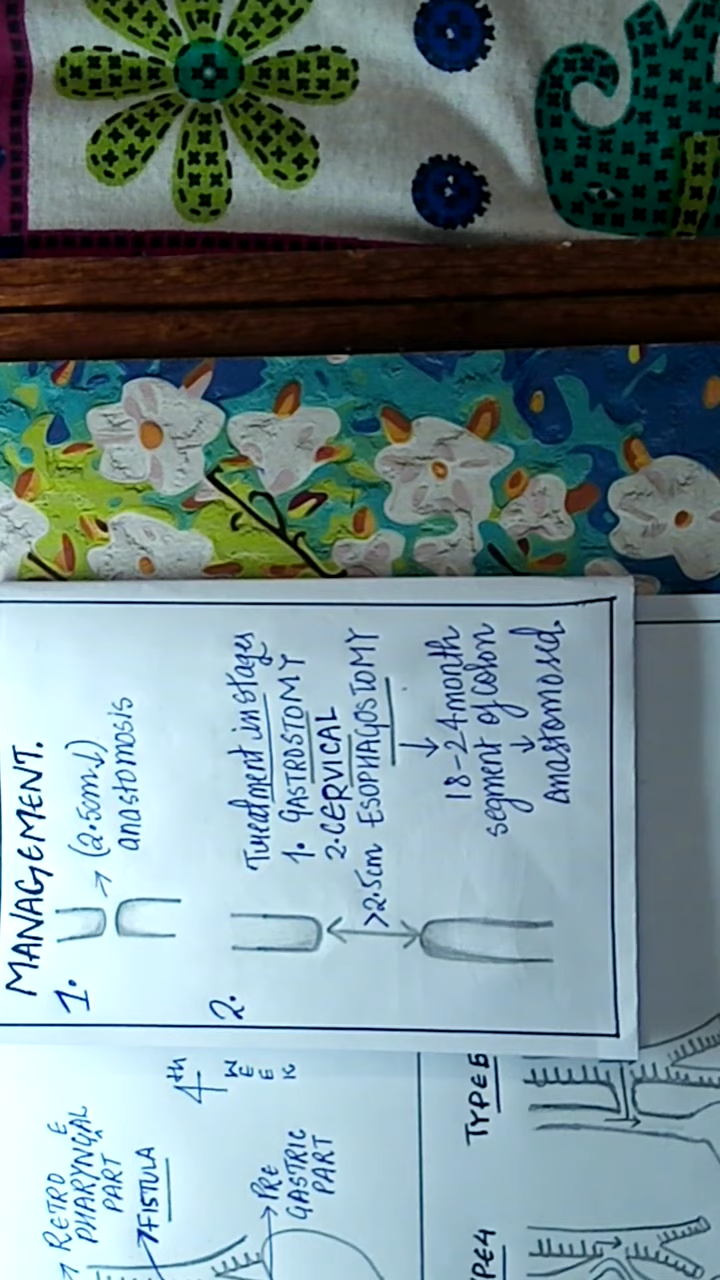 MANAGEMENT.
1.
→ (2.5cm↓)
anastomosis
2.
Treatment in stages
1. GASTROSTOMY
2. CERVICAL
ESOPHAGOSTOMY
>2.5cm
↓
18-24 month
segment of colon
↓
anastomosed.
RETRO
PHARYNGEAL
PART
FISTULA
4th
WEEK
PRE
GASTRIC
PART
TYPE 5